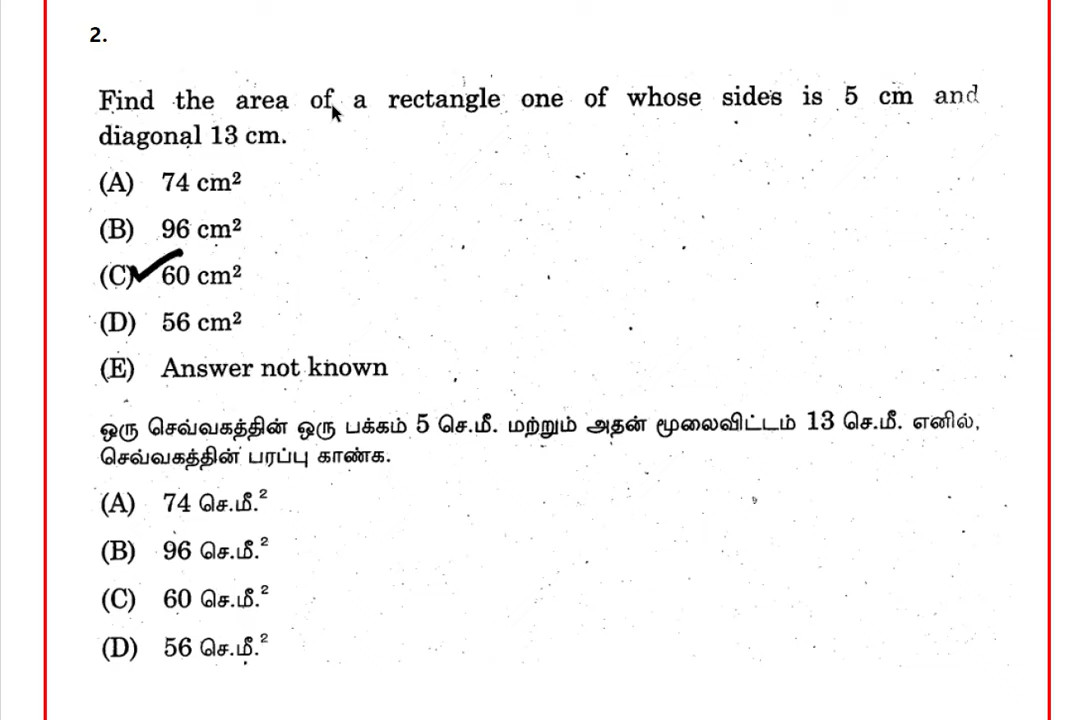 2.
Find the area of a rectangle one of whose sides is 5 cm and
diagonal 13 cm.
(A) 74 cm²
(B) 96 cm²
(C) 60 cm²
(D) 56 cm²
(E) Answer not known
ஒரு செவ்வகத்தின் ஒரு பக்கம் 5 செ.மீ. மற்றும் அதன் மூலைவிட்டம் 13 செ.மீ. எனில்,
செவ்வகத்தின் பரப்பு காண்க.
(A) 74 செ.மீ.²
(B) 96 செ.மீ.²
(C) 60 செ.மீ.²
(D) 56 செ.மீ.²